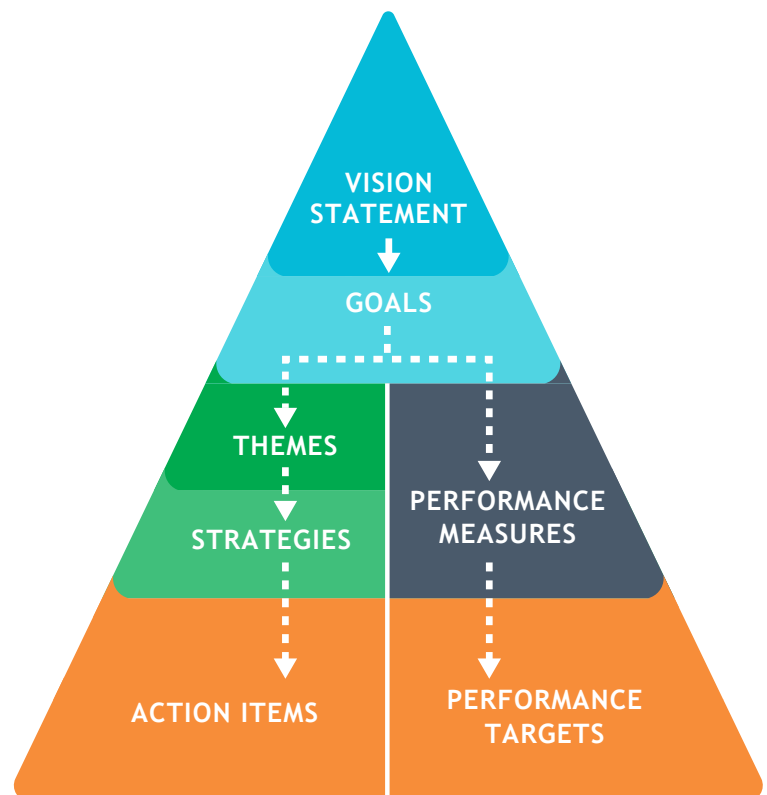 VISION
STATEMENT
GOALS
THEMES
STRATEGIES
PERFORMANCE
MEASURES
ACTION ITEMS
PERFORMANCE
TARGETS